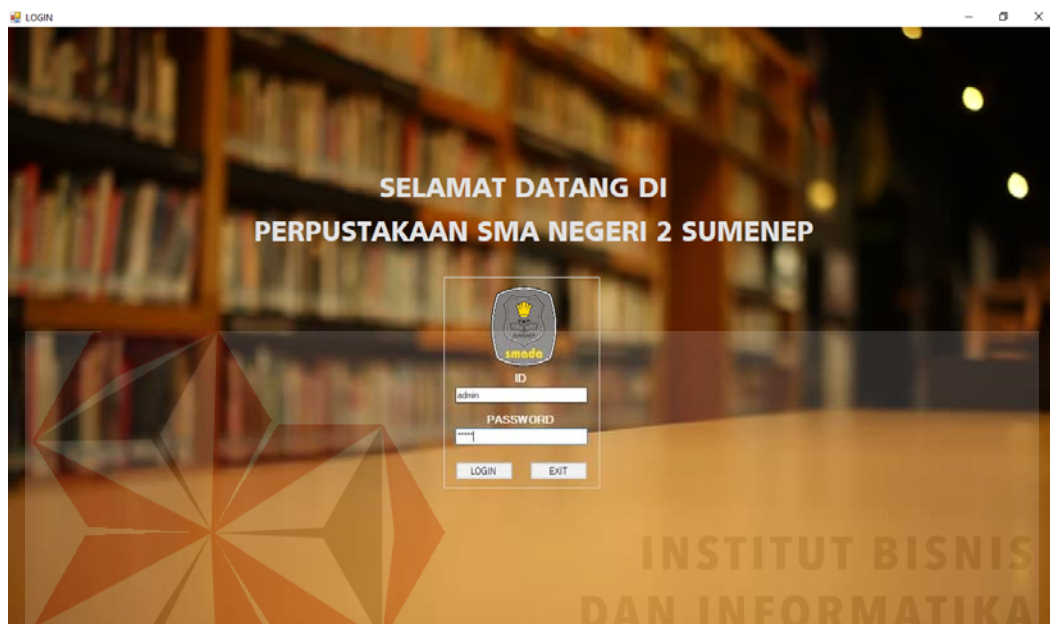 LOGIN
SELAMAT DATANG DI
PERPUSTAKAAN SMA NEGERI 2 SUMENEP
smada
ID
admin
PASSWORD
LOGIN EXIT
INSTITUT BISNIS
DAN INFORMATIKA